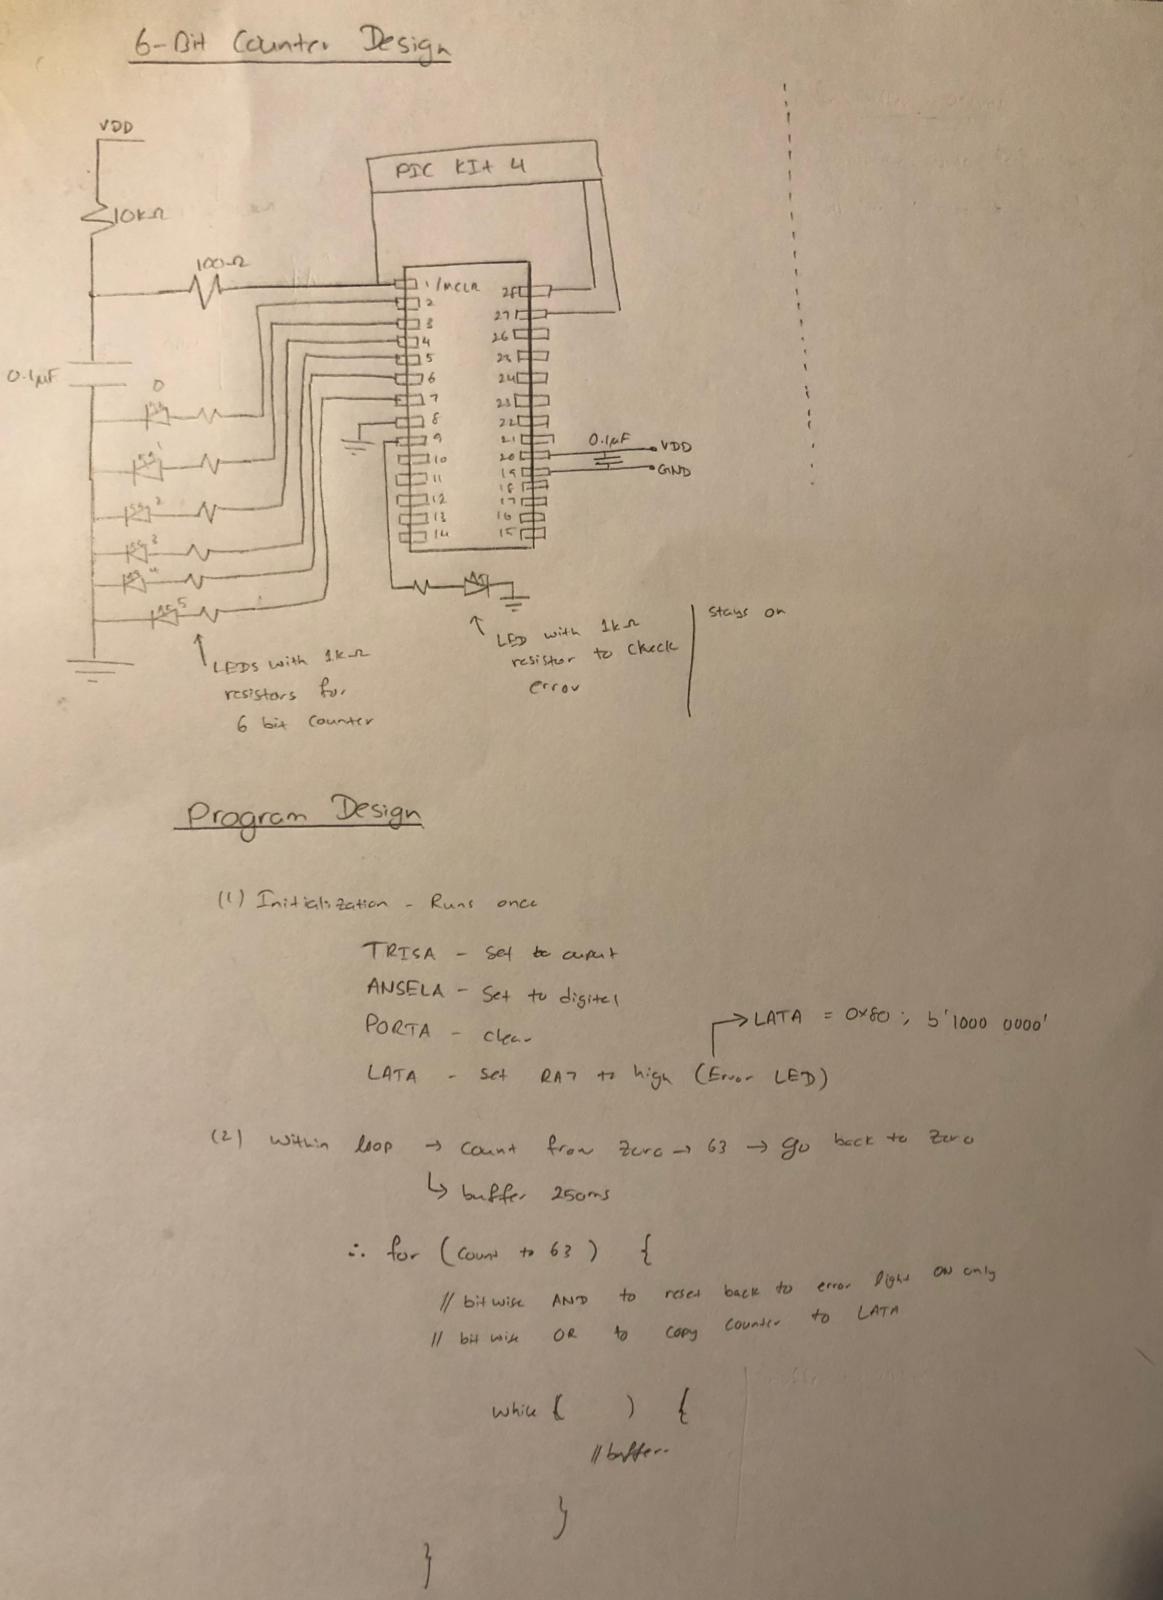 6-Bit Counter Design
VDD
PIC Kit 4
10kΩ
100Ω
1/MCLR
2
3
4
5
6
7
8
9
10
11
12
13
14
28
27
26
25
24
23
22
21
20
19
18
17
16
15
0.1µF
0
1
2
3
4
5
0.1µF
VDD
GND
LEDs with 1kΩ
resistors for
6 bit counter
LED with 1kΩ
resistor to check
error
stays on
Program Design
(1) Initialization - Runs once
TRISA - Set to ouput
ANSELA - Set to digital
PORTA - clear
LATA - set RA7 to high (Error LED)
LATA = 0x80; b'1000 0000'
(2) Within loop → count from zero → 63 → go back to zero
↳ buffer 250ms
∴ for (count to 63) {
// bitwise AND to reset back to error light ON only
// bit wise OR to copy counter to LATA
while ( ) {
// buffer
}
}